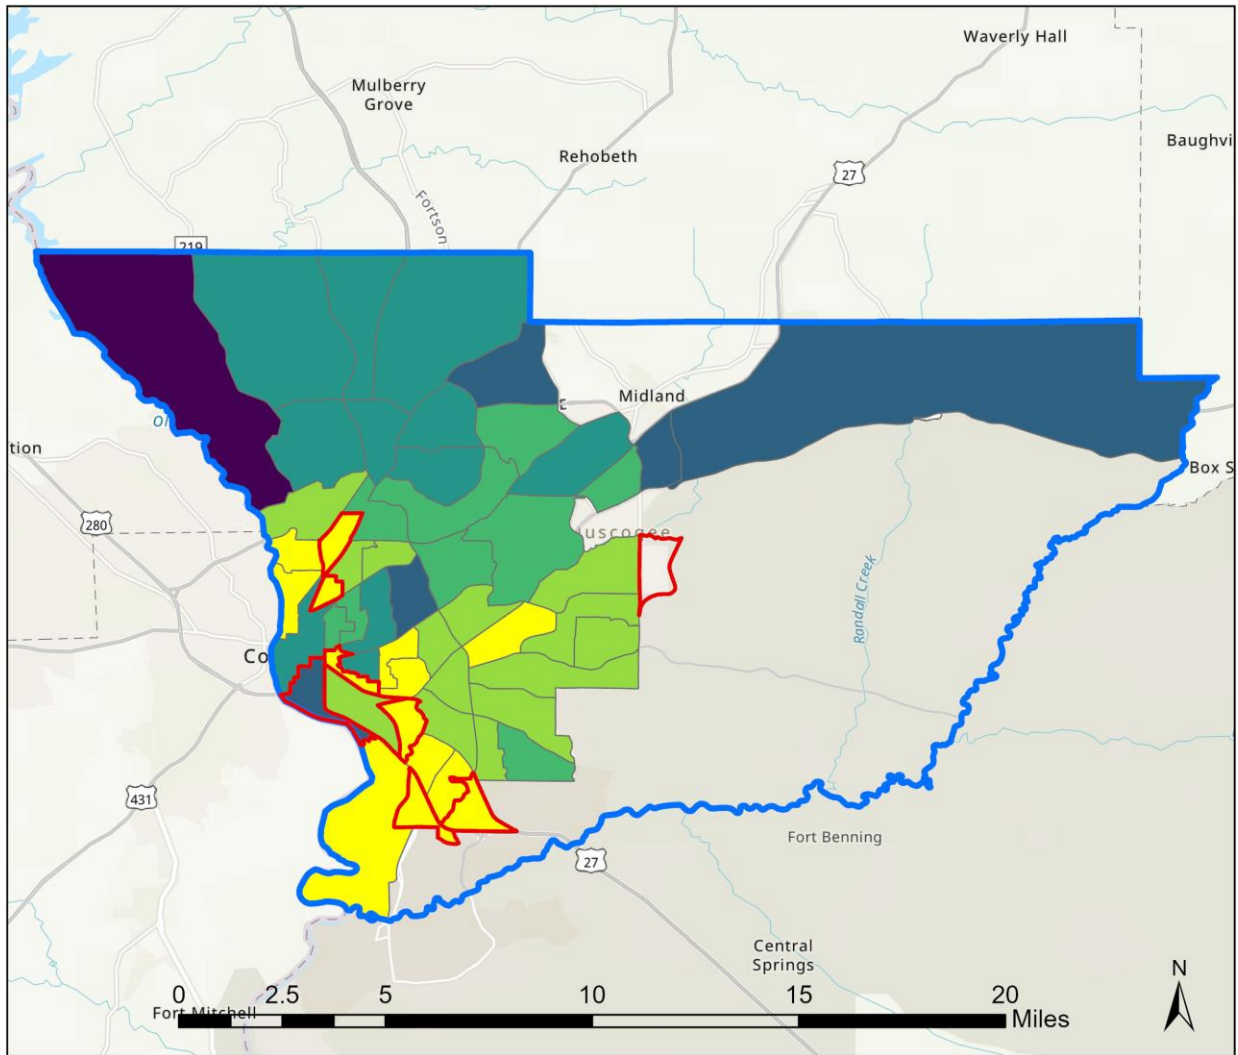 Waverly Hall
Mulberry
Grove
Baughvi
Rehobeth
27
Fortson
219
Midland
E
Ol
tion
Box S
280
uscogee
Randall Creek
Co
431
Fort Benning
27
Central
Springs
N
0 2.5 5 10 15 20
Miles
Fort Mitchell